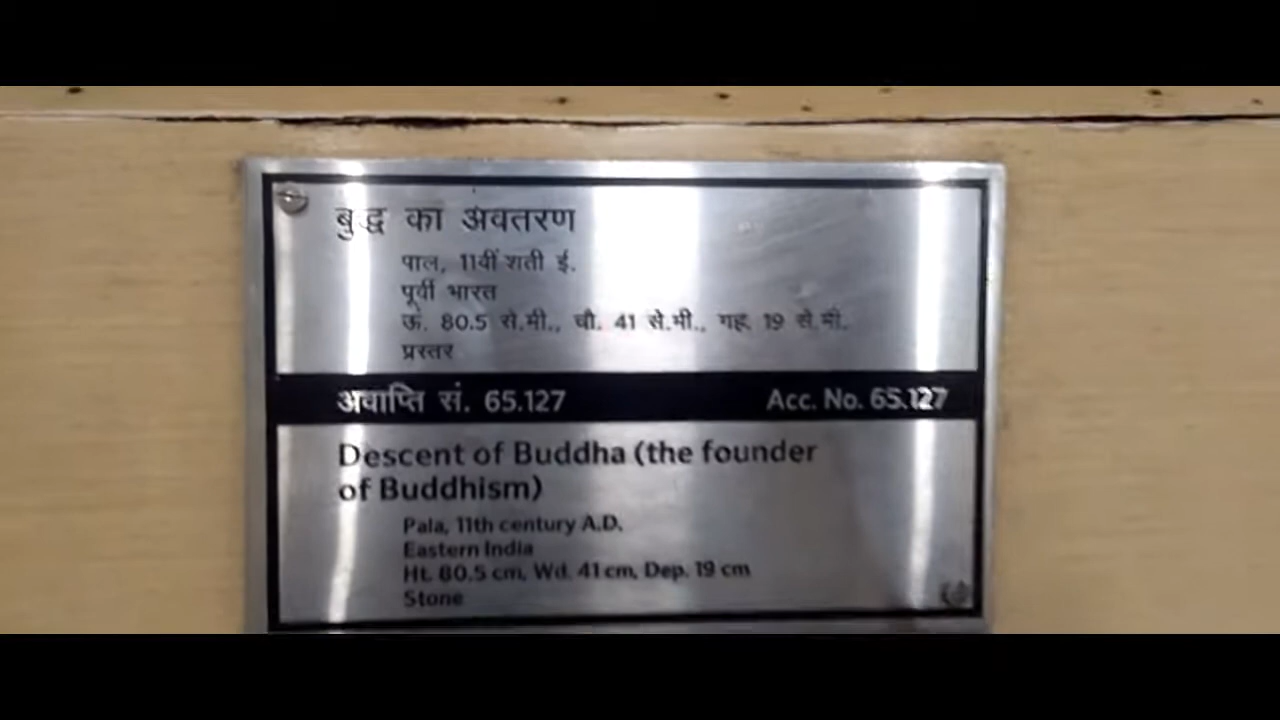 बुद्ध का अवतरण
पाल, 11वीं शती ई.
पूर्वी भारत
ऊं. 80.5 से.मी., चौ. 41 से.मी., गह. 19 से.मी.
प्रस्तर
अवाप्ति सं. 65.127 Acc. No. 65.127
Descent of Buddha (the founder
of Buddhism)
Pala, 11th century A.D.
Eastern India
Ht. 80.5 cm, Wd. 41 cm, Dep. 19 cm
Stone